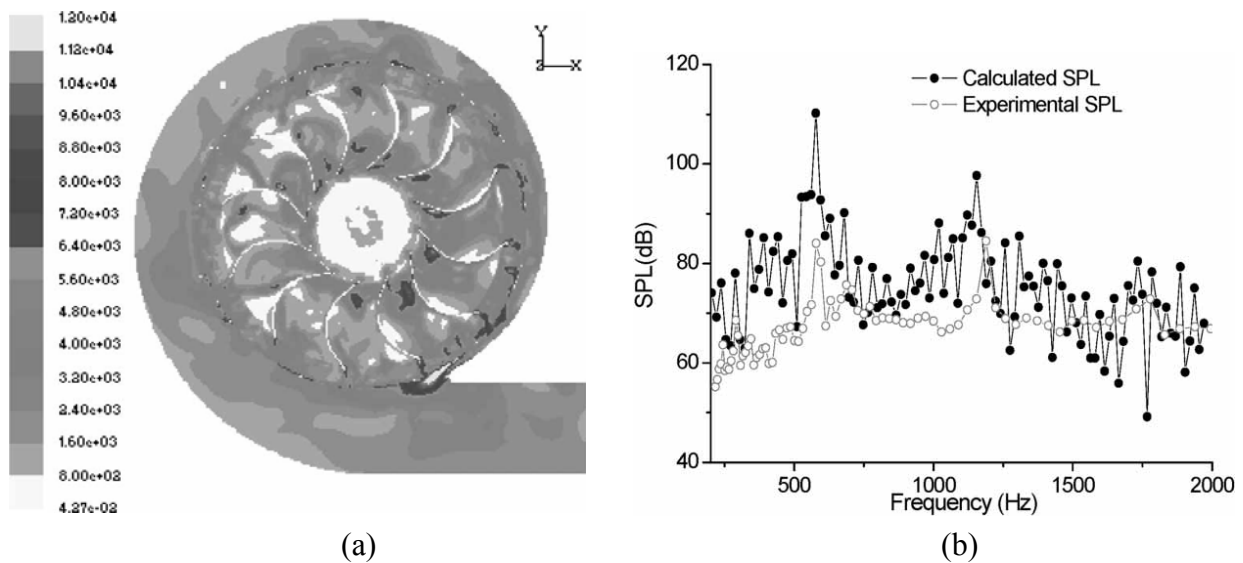 1.20e+04
1.12e+04
1.04e+04
9.60e+03
8.80e+03
8.00e+03
7.20e+03
6.40e+03
5.60e+03
4.80e+03
4.00e+03
3.20e+03
2.40e+03
1.60e+03
8.00e+02
4.27e-02
Y
Z X
(a)
120
100
80
60
40
SPL(dB)
Calculated SPL
Experimental SPL
500 1000 1500 2000
Frequency (Hz)
(b)